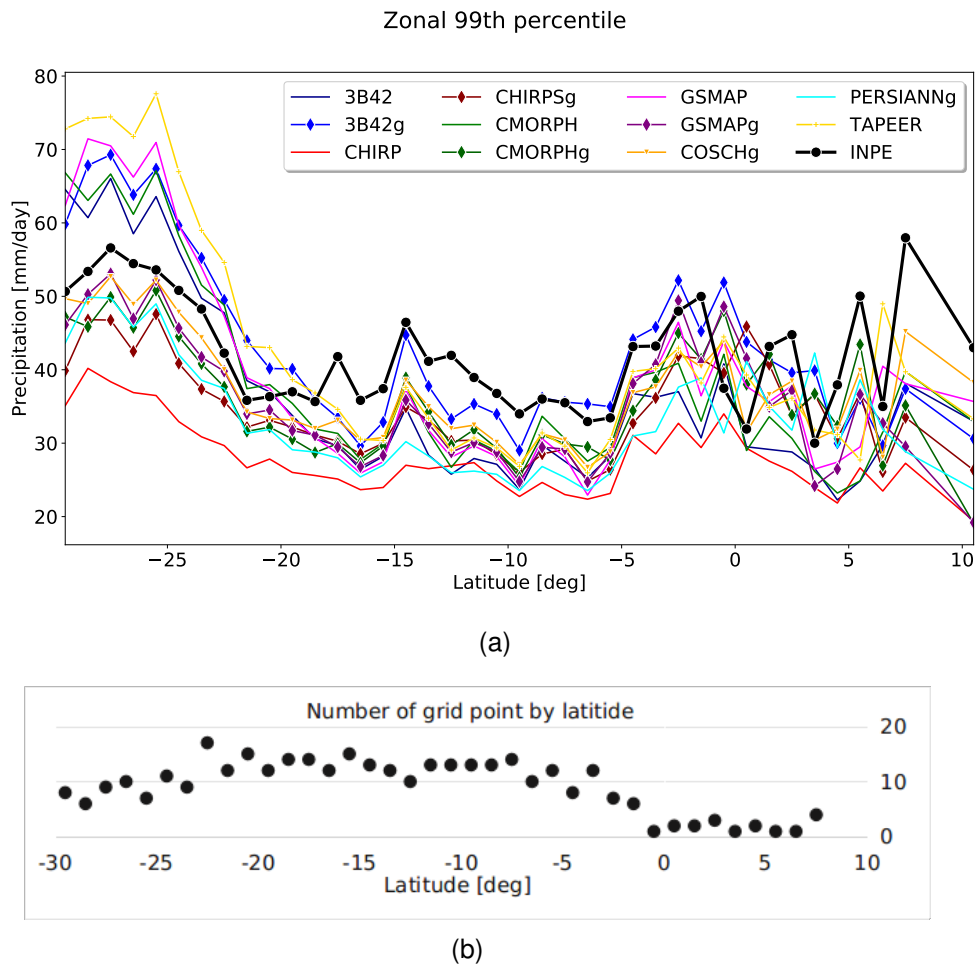 Zonal 99th percentile
80
70
60
50
40
30
20
Precipitation [mm/day]
3B42
3B42g
CHIRP
CHIRPSg
CMORPH
CMORPHg
GSMAP
GSMAPg
COSCHg
PERSIANNg
TAPEER
INPE
−25 −20 −15 −10 −5 0 5 10
Latitude [deg]
(a)
Number of grid point by latitide
20
10
0
-30 -25 -20 -15 -10 -5 0 5 10
Latitude [deg]
(b)